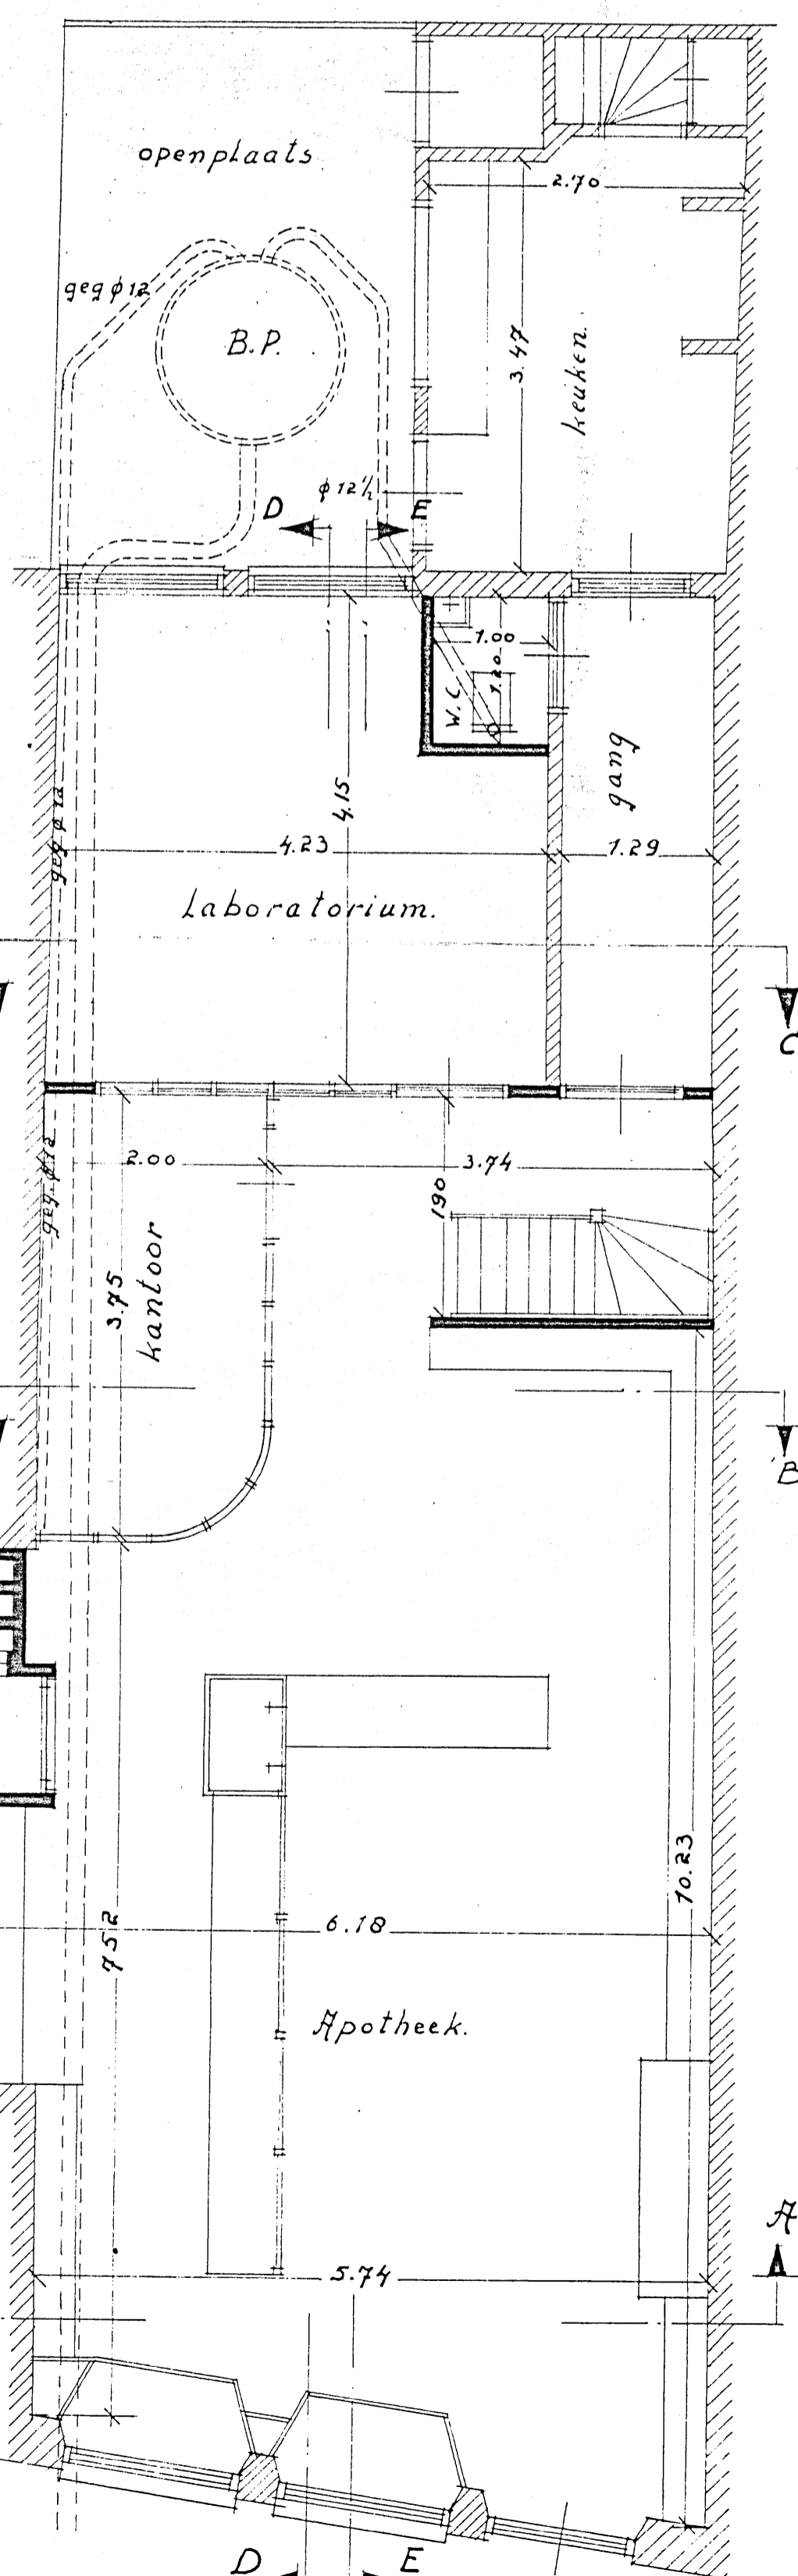 openplaats
2.70
geg ϕ 12
B.P.
3.47
keuken.
ϕ 12½
D
E
1.00
1.20
W.C.
gang
4.15
geg ϕ 12
4.23
1.29
Laboratorium.
C
geg. ϕ 12
2.00
3.74
190
3.75
kantoor
B
10.23
752
6.18
Apotheek.
A
5.74
D
E